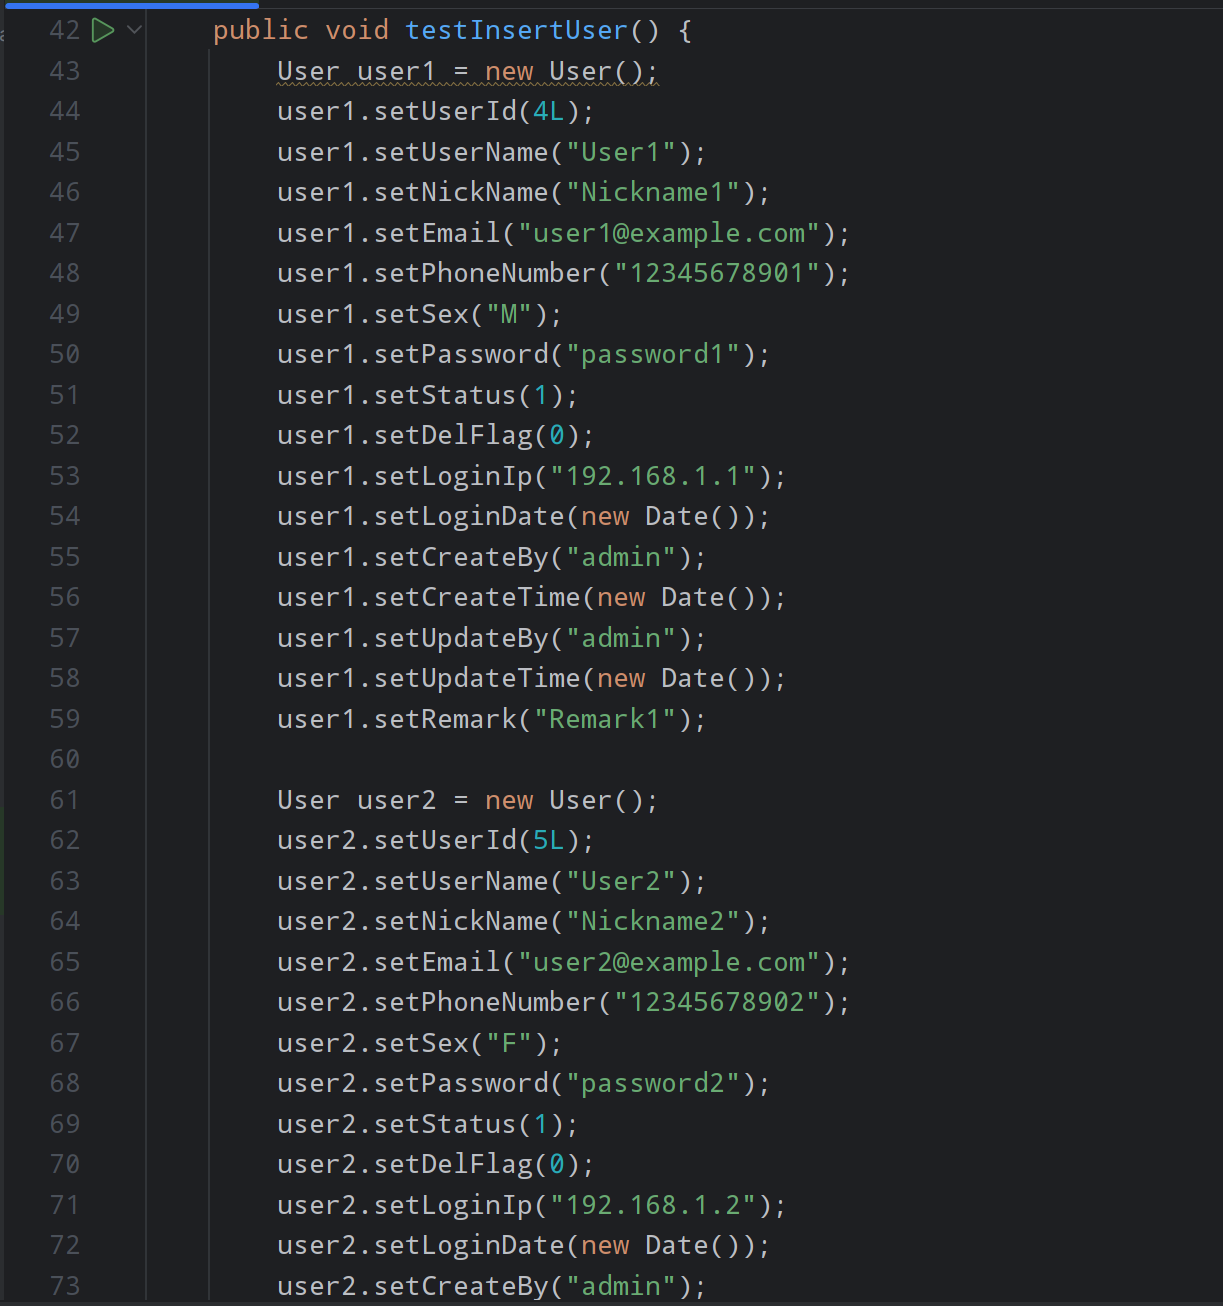 42 public void testInsertUser() {
43 User user1 = new User();
44 user1.setUserId(4L);
45 user1.setUserName("User1");
46 user1.setNickName("Nickname1");
47 user1.setEmail("user1@example.com");
48 user1.setPhoneNumber("12345678901");
49 user1.setSex("M");
50 user1.setPassword("password1");
51 user1.setStatus(1);
52 user1.setDelFlag(0);
53 user1.setLoginIp("192.168.1.1");
54 user1.setLoginDate(new Date());
55 user1.setCreateBy("admin");
56 user1.setCreateTime(new Date());
57 user1.setUpdateBy("admin");
58 user1.setUpdateTime(new Date());
59 user1.setRemark("Remark1");
60
61 User user2 = new User();
62 user2.setUserId(5L);
63 user2.setUserName("User2");
64 user2.setNickName("Nickname2");
65 user2.setEmail("user2@example.com");
66 user2.setPhoneNumber("12345678902");
67 user2.setSex("F");
68 user2.setPassword("password2");
69 user2.setStatus(1);
70 user2.setDelFlag(0);
71 user2.setLoginIp("192.168.1.2");
72 user2.setLoginDate(new Date());
73 user2.setCreateBy("admin");